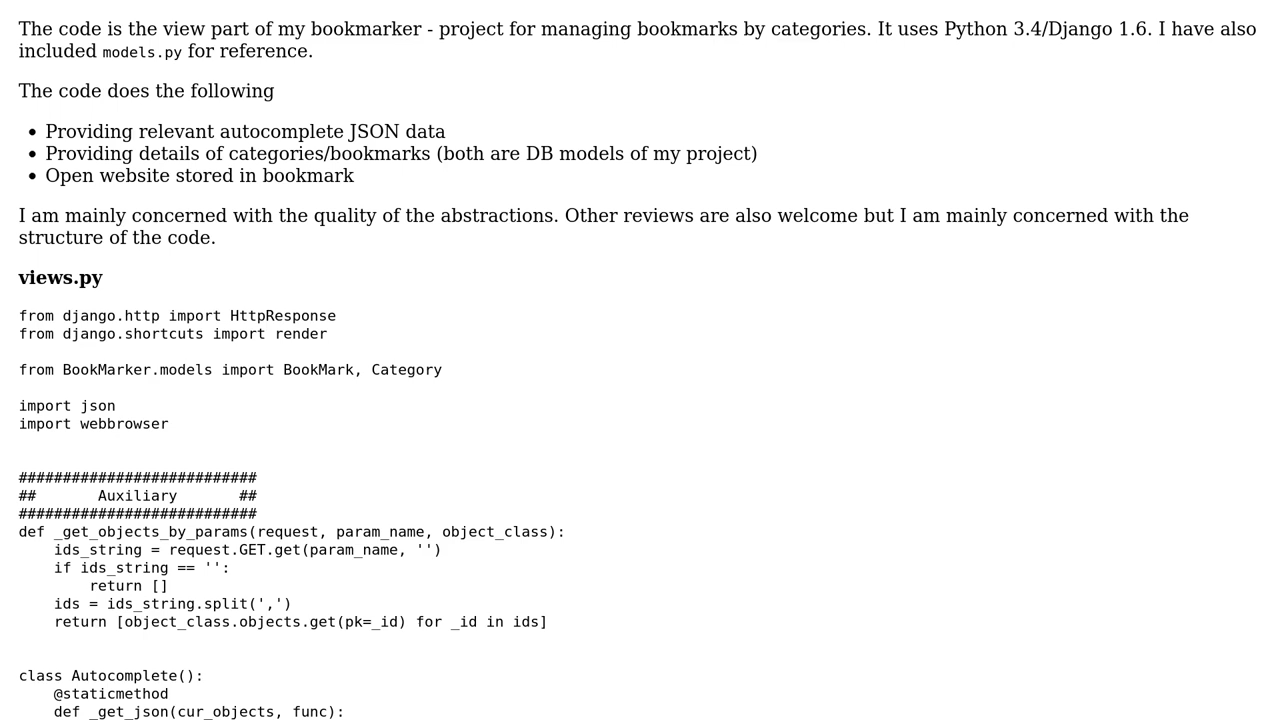 The code is the view part of my bookmarker - project for managing bookmarks by categories. It uses Python 3.4/Django 1.6. I have also
included models.py for reference.
The code does the following
• Providing relevant autocomplete JSON data
• Providing details of categories/bookmarks (both are DB models of my project)
• Open website stored in bookmark
I am mainly concerned with the quality of the abstractions. Other reviews are also welcome but I am mainly concerned with the
structure of the code.
views.py
from django.http import HttpResponse
from django.shortcuts import render
from BookMarker.models import BookMark, Category
import json
import webbrowser
###########################
##       Auxiliary       ##
###########################
def _get_objects_by_params(request, param_name, object_class):
    ids_string = request.GET.get(param_name, '')
    if ids_string == '':
        return []
    ids = ids_string.split(',')
    return [object_class.objects.get(pk=_id) for _id in ids]
class Autocomplete():
    @staticmethod
    def _get_json(cur_objects, func):